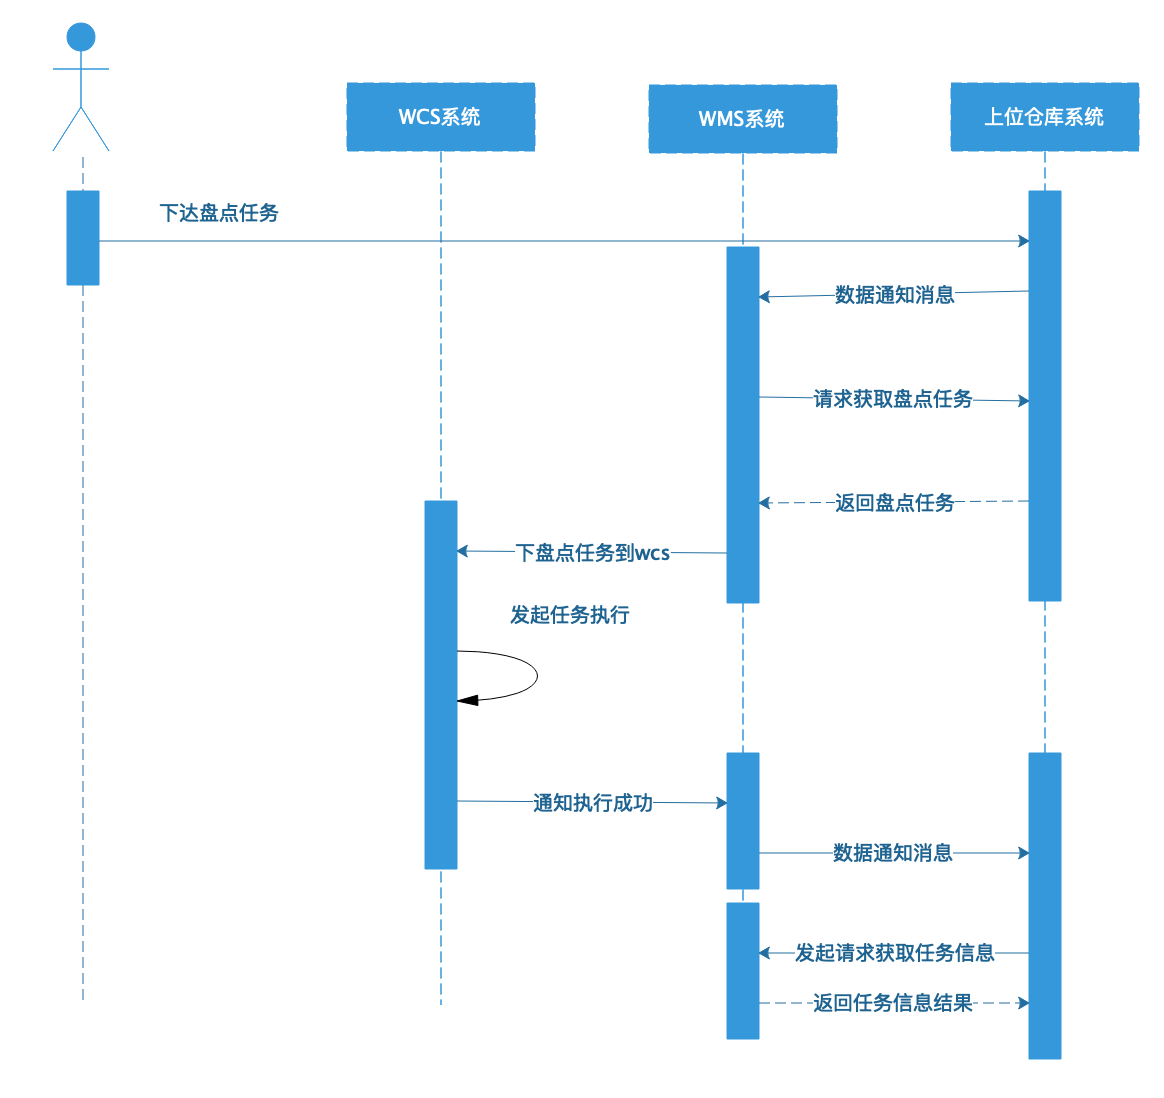 WCS系统
WMS系统
上位仓库系统
下达盘点任务
数据通知消息
请求获取盘点任务
返回盘点任务
下盘点任务到wcs
发起任务执行
通知执行成功
数据通知消息
发起请求获取任务信息
返回任务信息结果